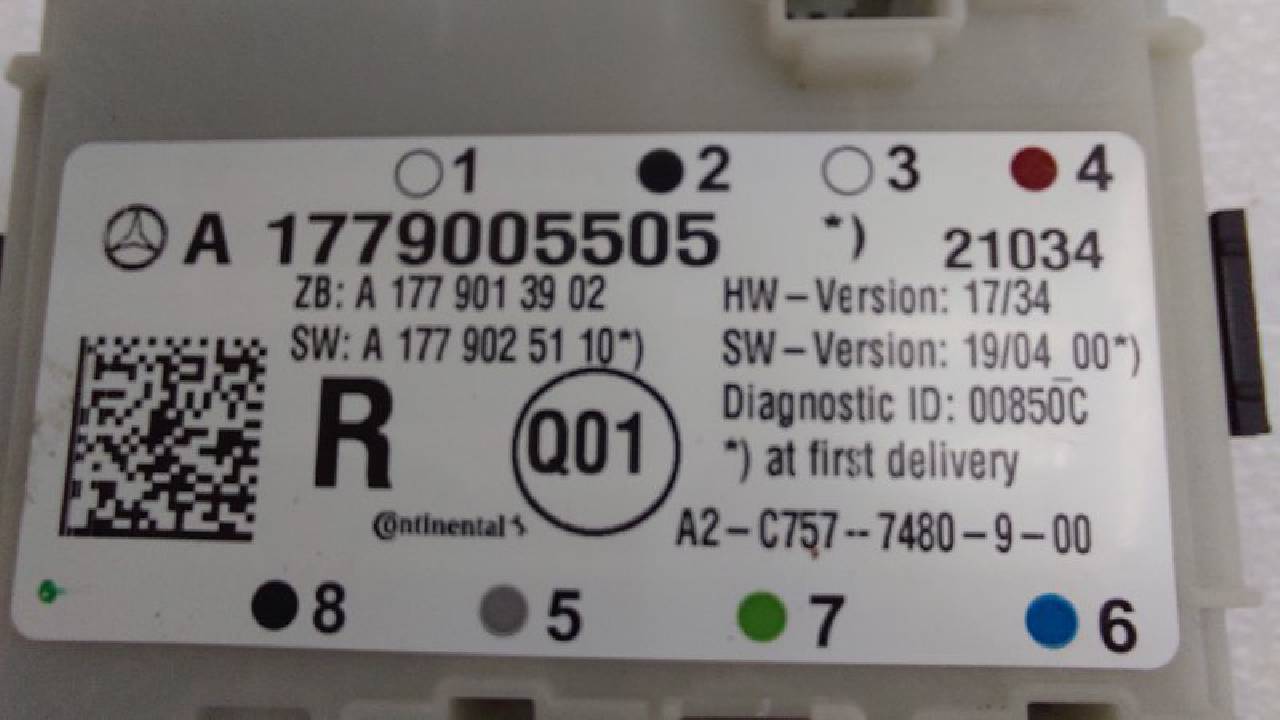 1 2 3 4
A 1779005505 *) 21034
ZB: A 177 901 39 02 HW-Version: 17/34
SW: A 177 902 51 10*) SW-Version: 19/04_00*)
Diagnostic ID: 00850C
R Q01 *) at first delivery
Continental A2-C757--7480-9-00
8 5 7 6